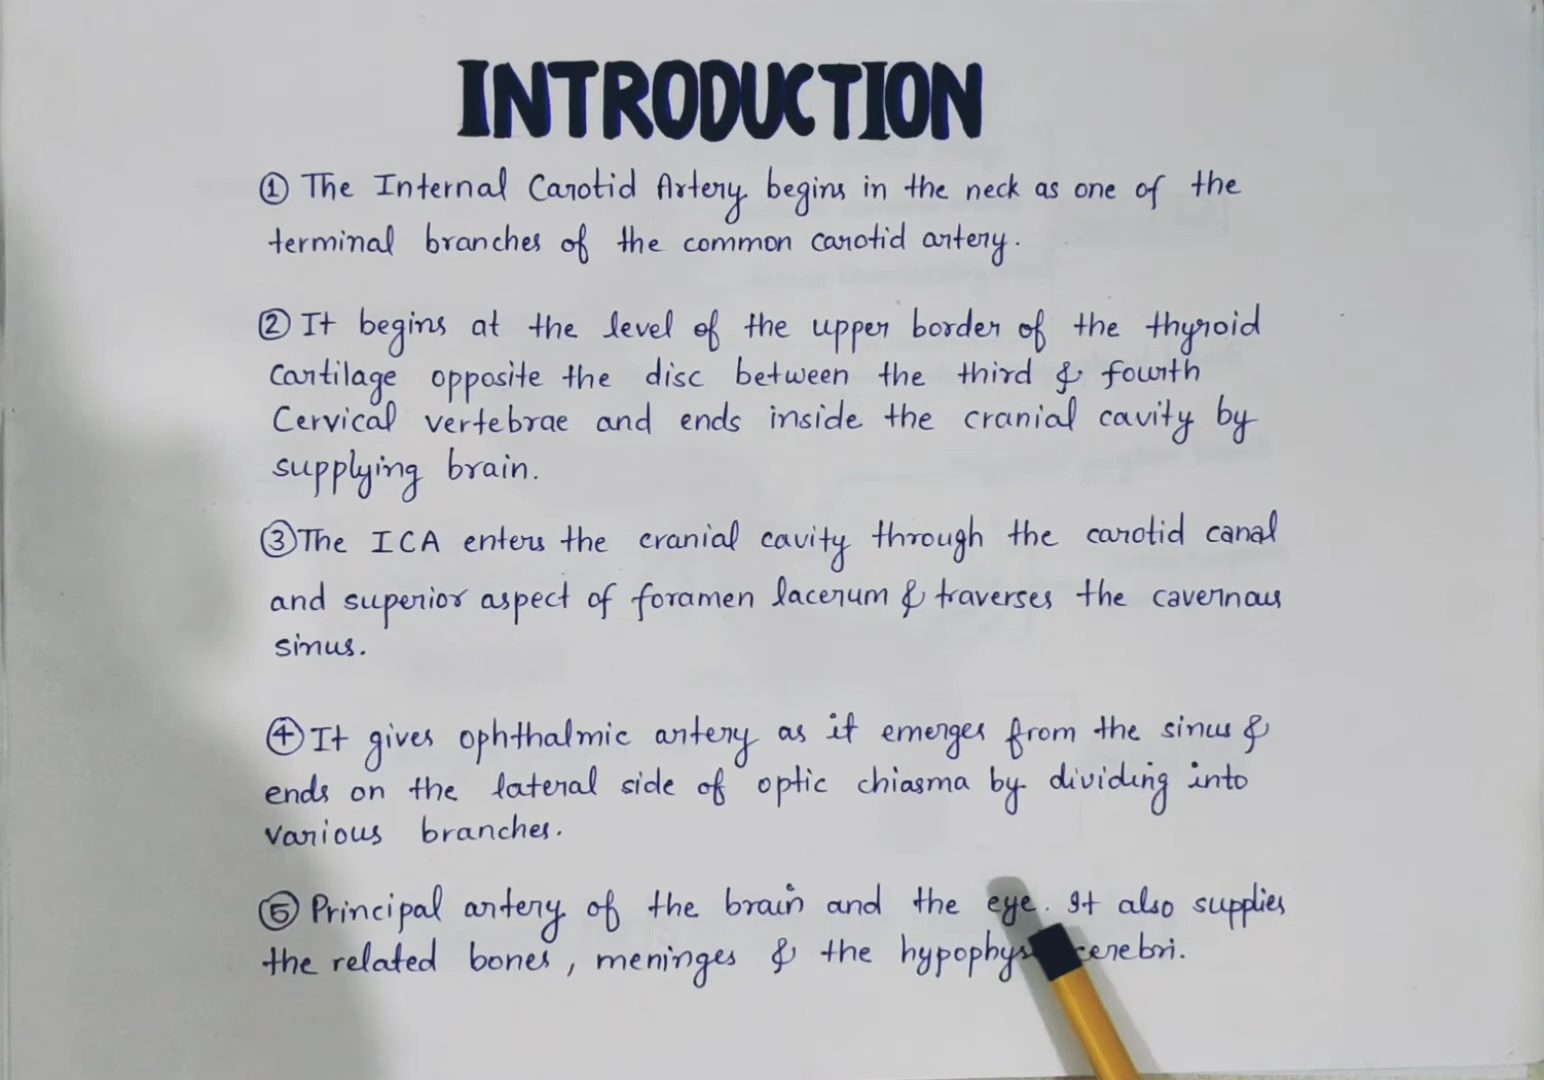 INTRODUCTION
① The Internal Carotid Artery begins in the neck as one of the
terminal branches of the common carotid artery.
② It begins at the level of the upper border of the thyroid
Cartilage opposite the disc between the third & fourth
Cervical vertebrae and ends inside the cranial cavity by
supplying brain.
③ The ICA enters the cranial cavity through the carotid canal
and superior aspect of foramen lacerum & traverses the cavernous
sinus.
④ It gives ophthalmic artery as it emerges from the sinus &
ends on the lateral side of optic chiasma by dividing into
various branches.
⑤ Principal artery of the brain and the eye. It also supplies
the related bones, meninges & the cerebri.